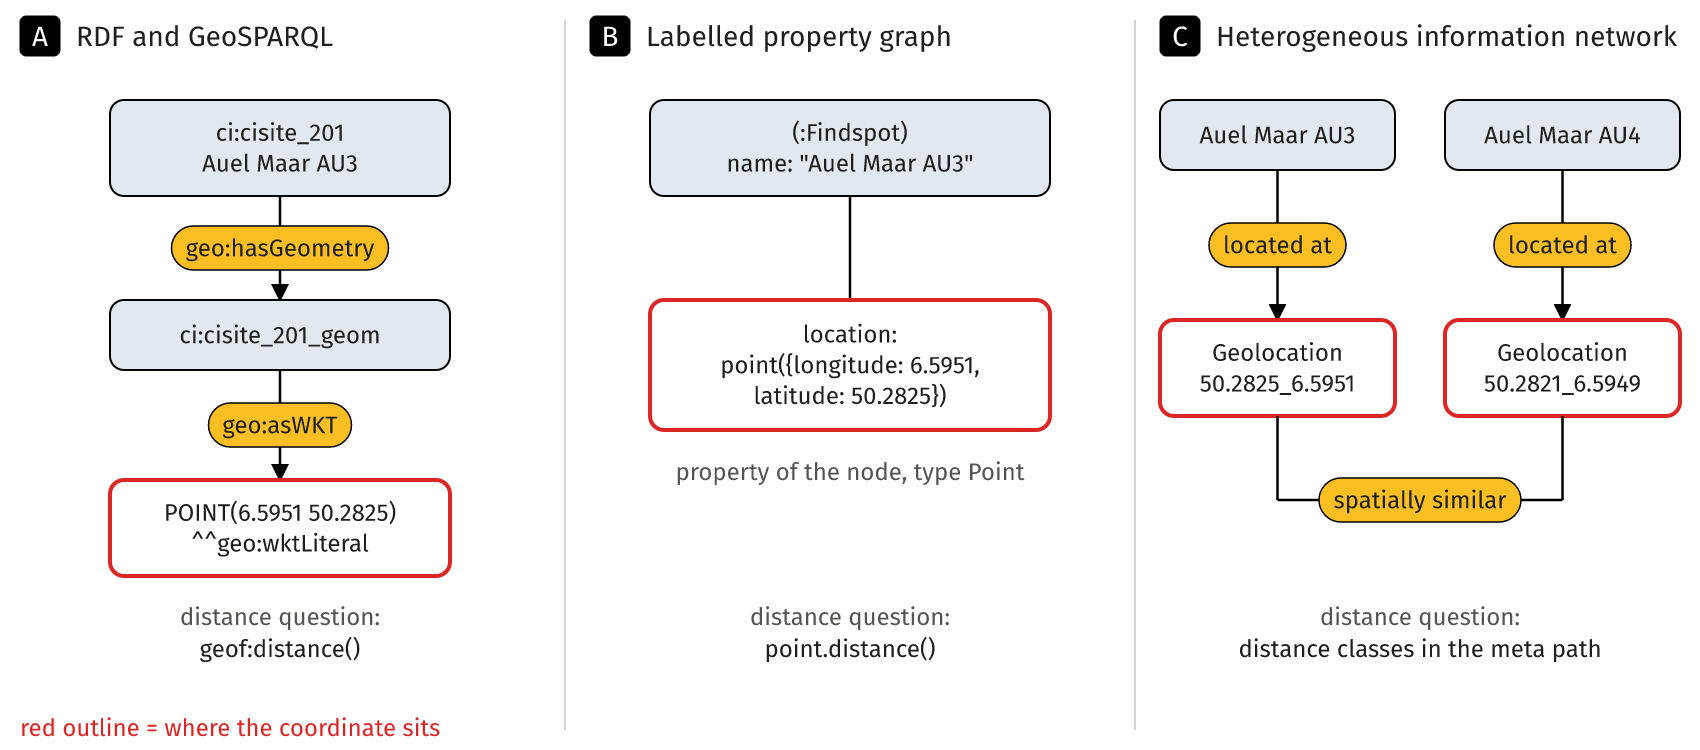 A RDF and GeoSPARQL
ci:cisite_201
Auel Maar AU3
geo:hasGeometry
ci:cisite_201_geom
geo:asWKT
POINT(6.5951 50.2825)
^^geo:wktLiteral
distance question:
geof:distance()
red outline = where the coordinate sits
B Labelled property graph
(:Findspot)
name: "Auel Maar AU3"
location:
point({longitude: 6.5951,
latitude: 50.2825})
property of the node, type Point
distance question:
point.distance()
C Heterogeneous information network
Auel Maar AU3
Auel Maar AU4
located at
located at
Geolocation
50.2825_6.5951
Geolocation
50.2821_6.5949
spatially similar
distance question:
distance classes in the meta path